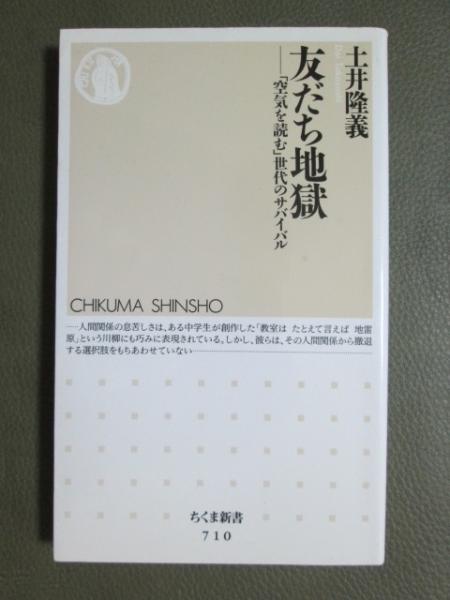 土井隆義
Doi Takayoshi
友だち地獄
――「空気を読む」世代のサバイバル
CHIKUMA SHINSHO
―人間関係の息苦しさは、ある中学生が創作した「教室は たとえて言えば 地雷
原」という川柳にも巧みに表現されている。しかし、彼らは、その人間関係から撤退
する選択肢をもちあわせていない――
ちくま新書
710